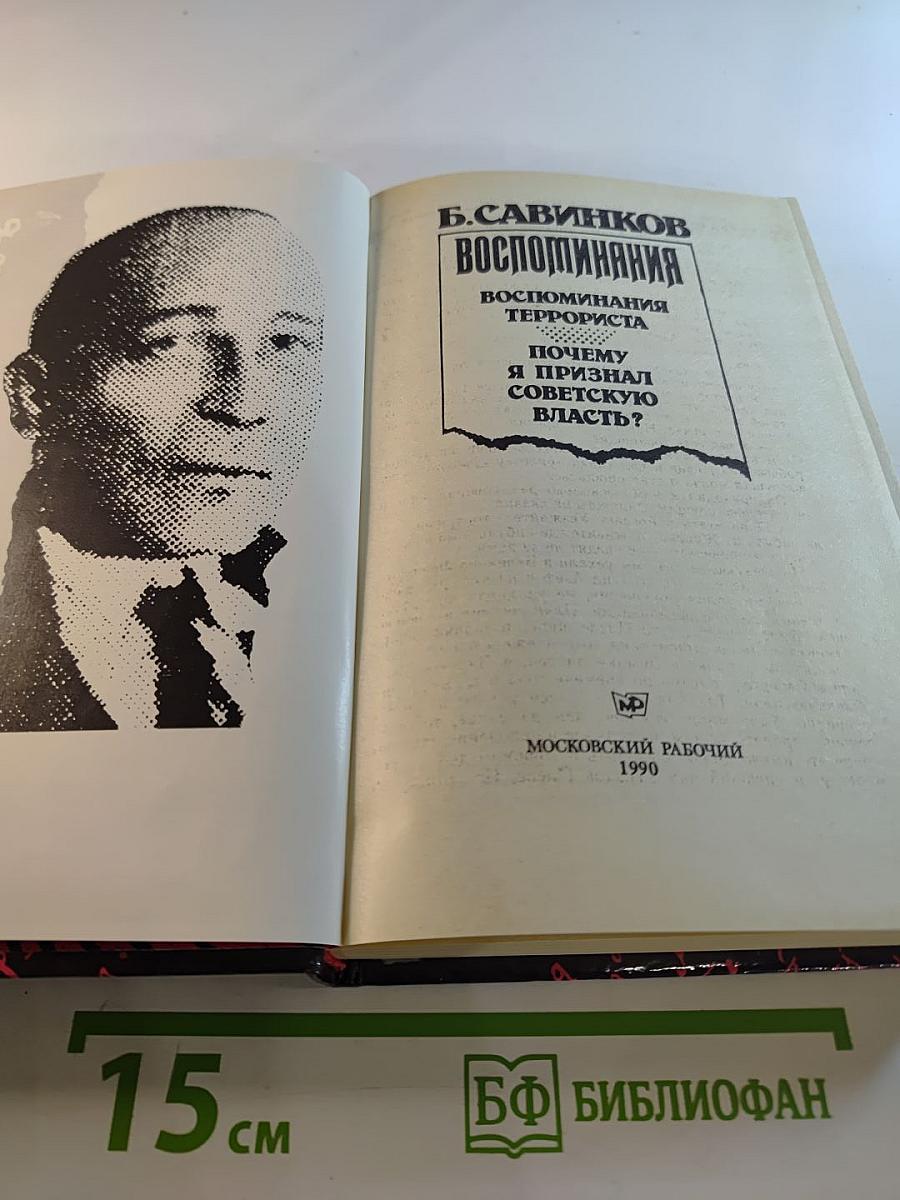 Б.САВИНКОВ
ВОСПОМИНАНИЯ
ВОСПОМИНАНИЯ
ТЕРРОРИСТА
ПОЧЕМУ
Я ПРИЗНАЛ
СОВЕТСКУЮ
ВЛАСТЬ?
МР
МОСКОВСКИЙ РАБОЧИЙ
1990
15 см
БФ БИБЛИОФАН